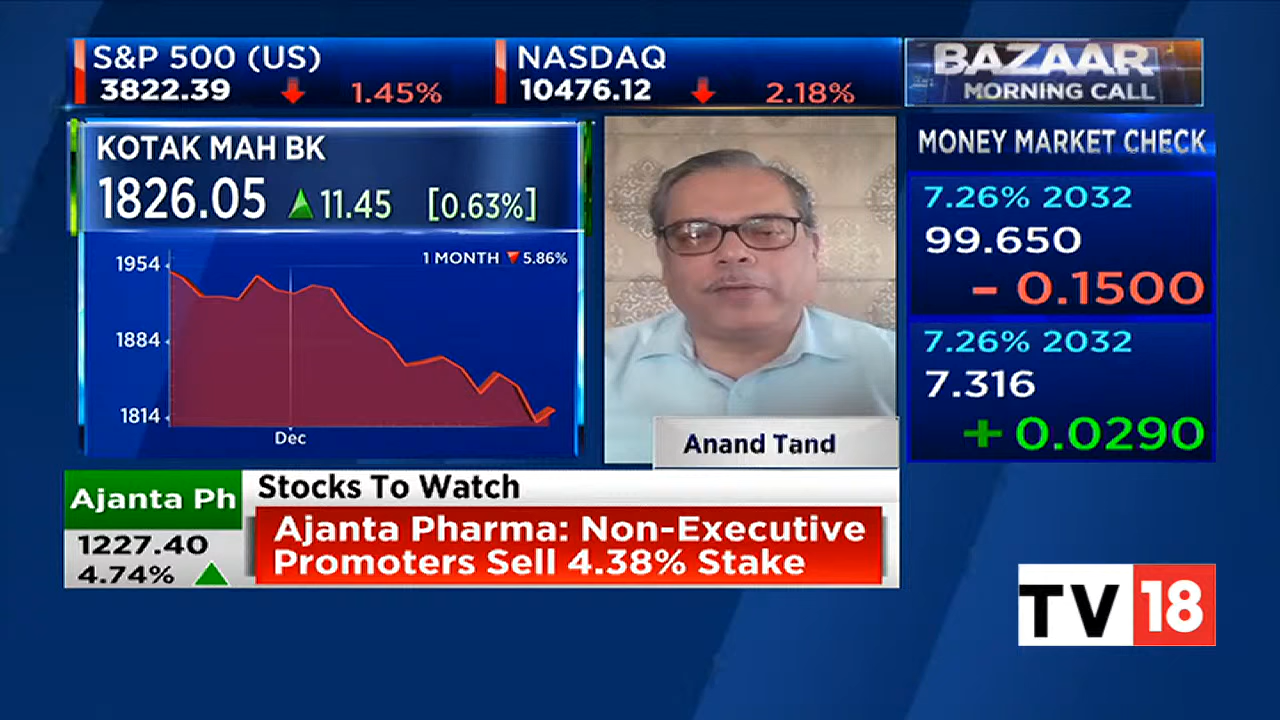 S&P 500 (US)
3822.39 1.45%
NASDAQ
10476.12 2.18%
BAZAAR
MORNING CALL
KOTAK MAH BK
1826.05 ▲ 11.45 [0.63%]
1 MONTH ▼ 5.86%
1954
1884
1814
Dec
Anand Tand
MONEY MARKET CHECK
7.26% 2032
99.650
- 0.1500
7.26% 2032
7.316
+ 0.0290
Ajanta Ph
1227.40
4.74% ▲
Stocks To Watch
Ajanta Pharma: Non-Executive
Promoters Sell 4.38% Stake
TV18